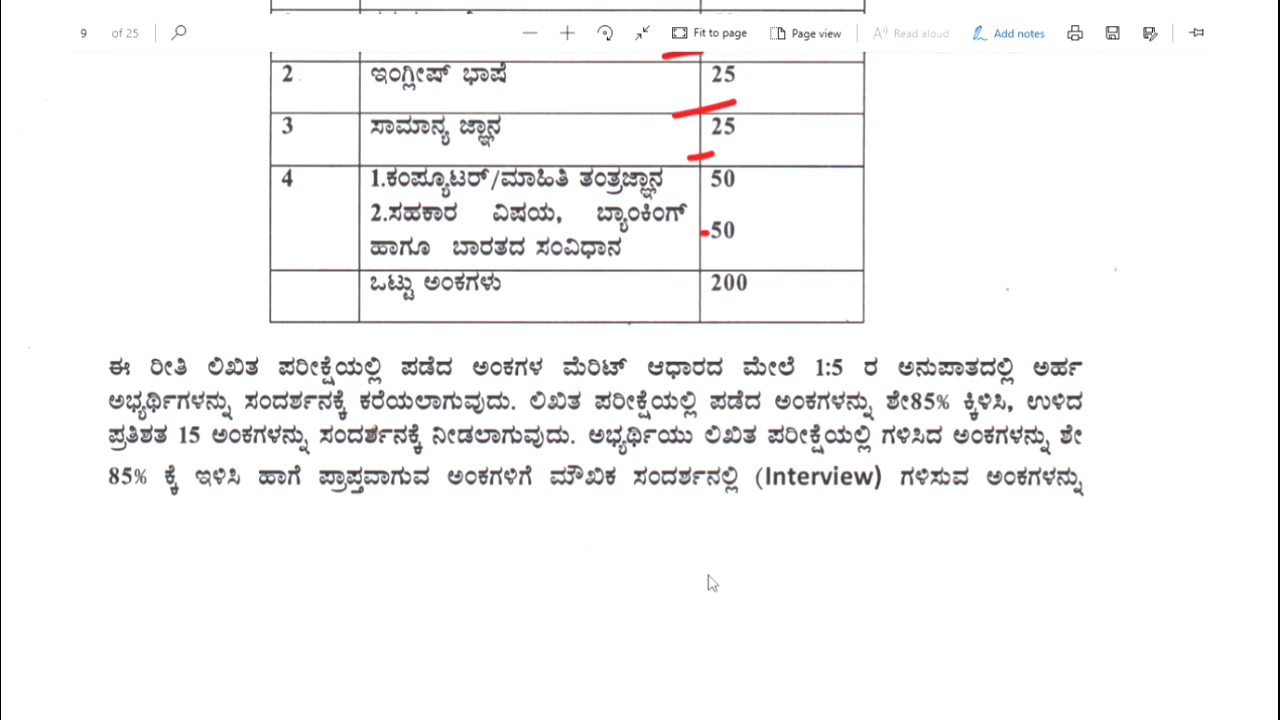 9 of 25 Fit to page Page view Read aloud Add notes
2 ಇಂಗ್ಲೀಷ್ ಭಾಷೆ 25
3 ಸಾಮಾನ್ಯ ಜ್ಞಾನ 25
4 1.ಕಂಪ್ಯೂಟರ್/ಮಾಹಿತಿ ತಂತ್ರಜ್ಞಾನ 50
2.ಸಹಕಾರ ವಿಷಯ, ಬ್ಯಾಂಕಿಂಗ್ 50
ಹಾಗೂ ಬಾರತದ ಸಂವಿಧಾನ
ಒಟ್ಟು ಅಂಕಗಳು 200
ಈ ರೀತಿ ಲಿಖಿತ ಪರೀಕ್ಷೆಯಲ್ಲಿ ಪಡೆದ ಅಂಕಗಳ ಮೆರಿಟ್ ಆಧಾರದ ಮೇಲೆ 1:5 ರ ಅನುಪಾತದಲ್ಲಿ ಅರ್ಹ
ಅಭ್ಯರ್ಥಿಗಳನ್ನು ಸಂದರ್ಶನಕ್ಕೆ ಕರೆಯಲಾಗುವುದು. ಲಿಖಿತ ಪರೀಕ್ಷೆಯಲ್ಲಿ ಪಡೆದ ಅಂಕಗಳನ್ನು ಶೇ85% ಕ್ಕಿಳಿಸಿ, ಉಳಿದ
ಪ್ರತಿಶತ 15 ಅಂಕಗಳನ್ನು ಸಂದರ್ಶನಕ್ಕೆ ನೀಡಲಾಗುವುದು. ಅಭ್ಯರ್ಥಿಯು ಲಿಖಿತ ಪರೀಕ್ಷೆಯಲ್ಲಿ ಗಳಿಸಿದ ಅಂಕಗಳನ್ನು ಶೇ
85% ಕ್ಕೆ ಇಳಿಸಿ ಹಾಗೆ ಪ್ರಾಪ್ತವಾಗುವ ಅಂಕಗಳಿಗೆ ಮೌಖಿಕ ಸಂದರ್ಶನಲ್ಲಿ (Interview) ಗಳಿಸುವ ಅಂಕಗಳನ್ನು